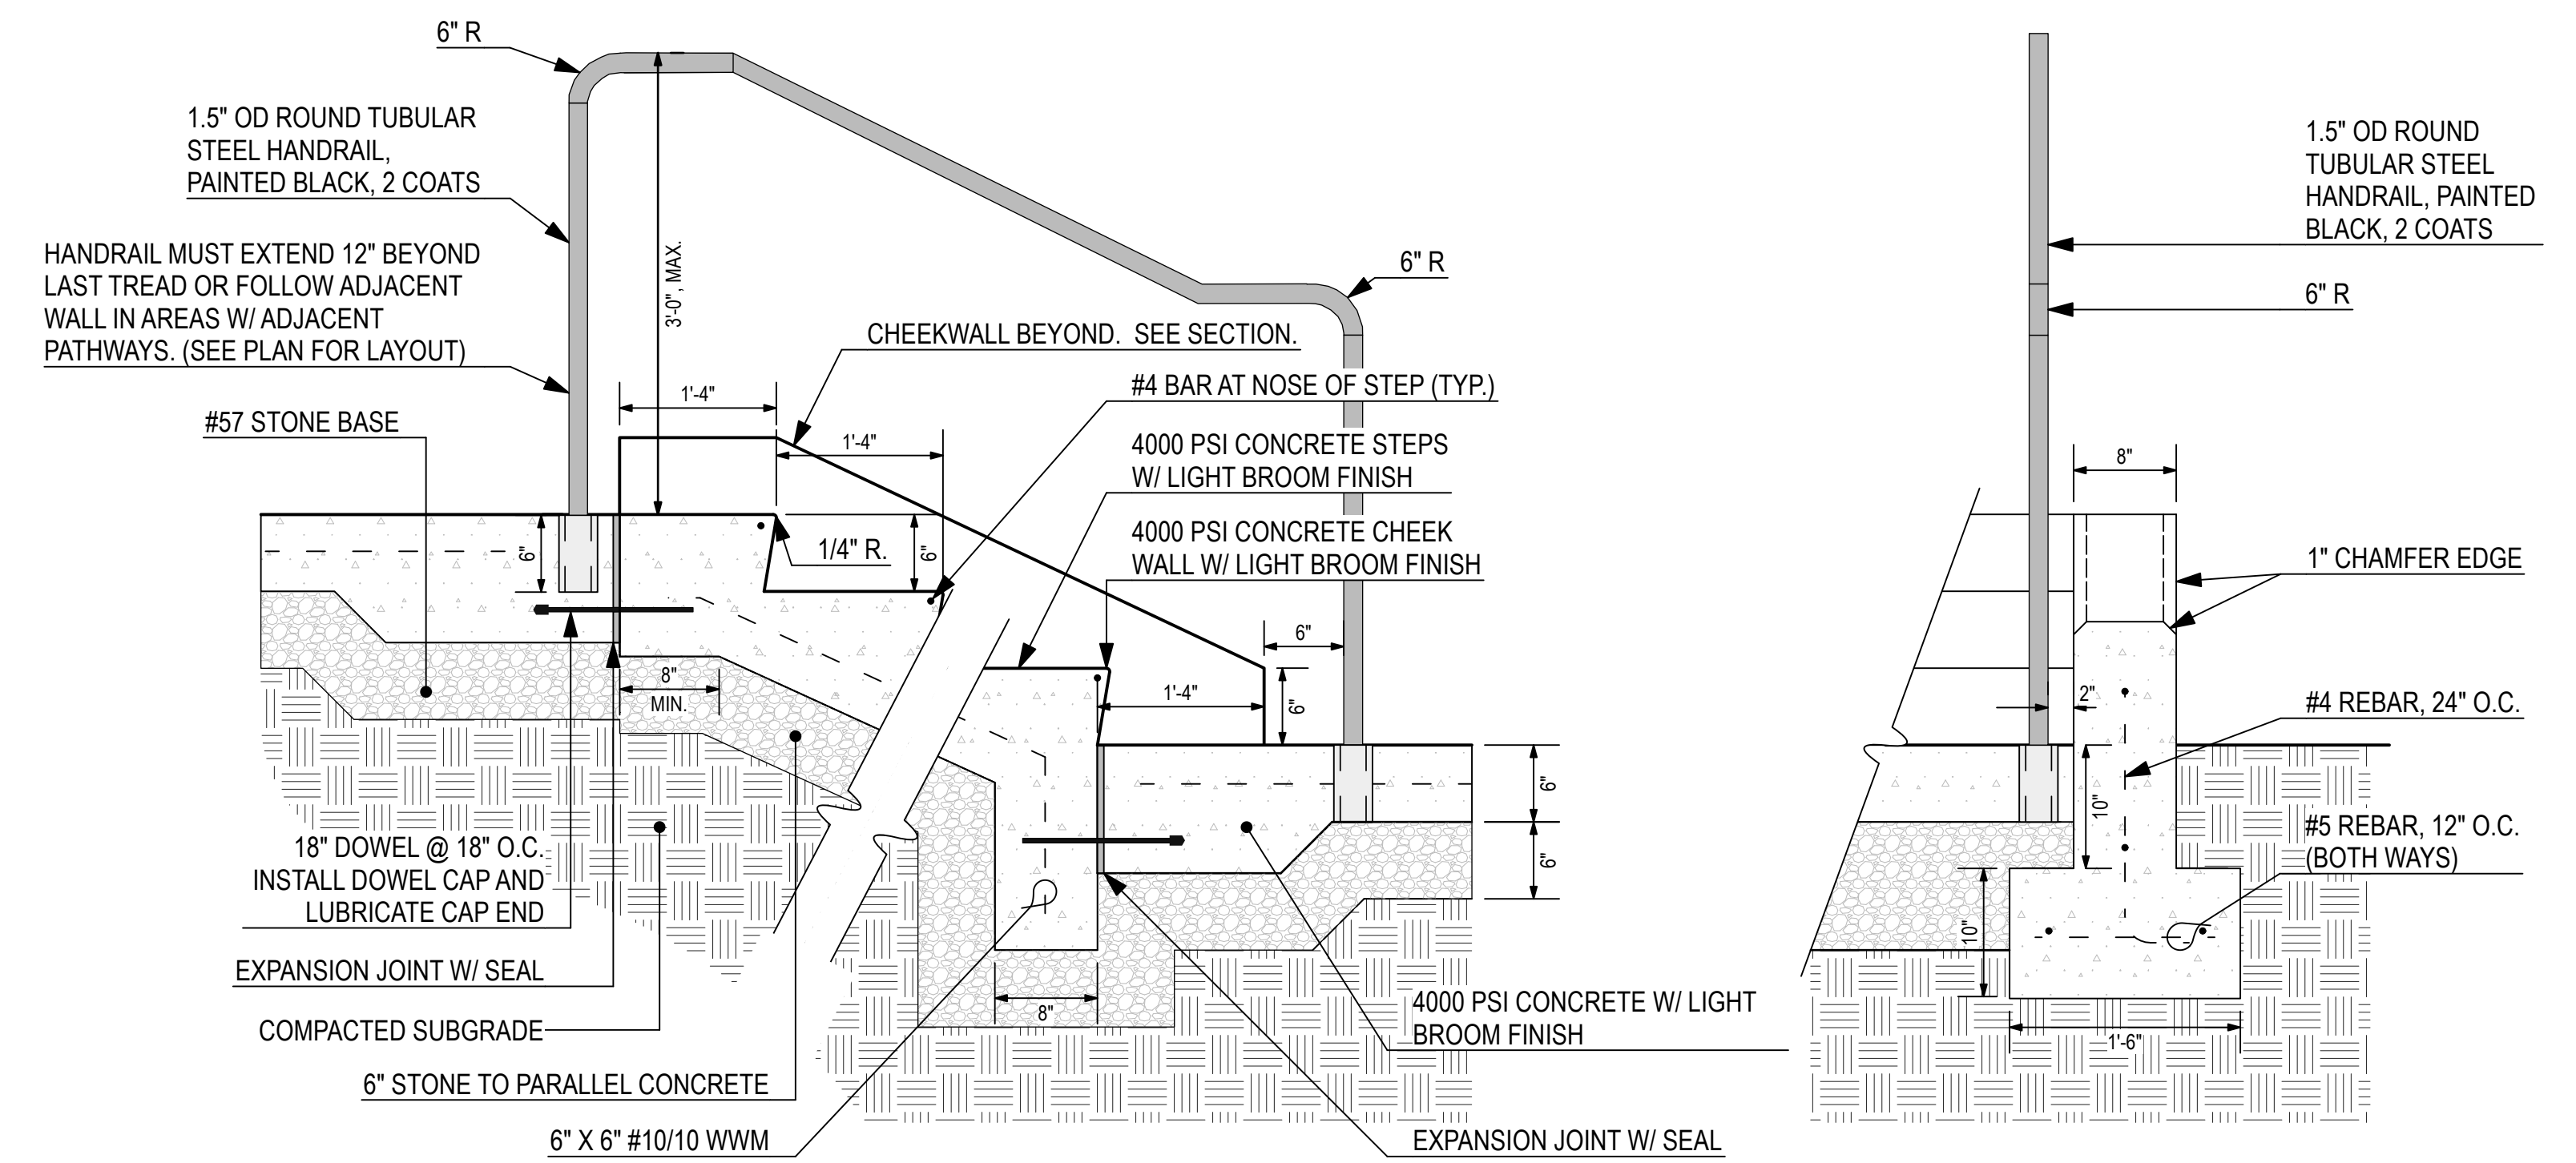 6" R
1.5" OD ROUND TUBULAR
STEEL HANDRAIL,
PAINTED BLACK, 2 COATS
HANDRAIL MUST EXTEND 12" BEYOND
LAST TREAD OR FOLLOW ADJACENT
WALL IN AREAS W/ ADJACENT
PATHWAYS. (SEE PLAN FOR LAYOUT)
#57 STONE BASE
3'-0", MAX.
6" R
CHEEKWALL BEYOND. SEE SECTION.
#4 BAR AT NOSE OF STEP (TYP.)
4000 PSI CONCRETE STEPS
W/ LIGHT BROOM FINISH
4000 PSI CONCRETE CHEEK
WALL W/ LIGHT BROOM FINISH
1'-4"
1'-4"
6"
1/4" R.
6"
8"
MIN.
6"
1'-4"
6"
6"
6"
8"
18" DOWEL @ 18" O.C.
INSTALL DOWEL CAP AND
LUBRICATE CAP END
EXPANSION JOINT W/ SEAL
COMPACTED SUBGRADE
6" STONE TO PARALLEL CONCRETE
6" X 6" #10/10 WWM
4000 PSI CONCRETE W/ LIGHT
BROOM FINISH
EXPANSION JOINT W/ SEAL
1.5" OD ROUND
TUBULAR STEEL
HANDRAIL, PAINTED
BLACK, 2 COATS
6" R
8"
1" CHAMFER EDGE
2"
#4 REBAR, 24" O.C.
10"
#5 REBAR, 12" O.C.
(BOTH WAYS)
10"
1'-6"